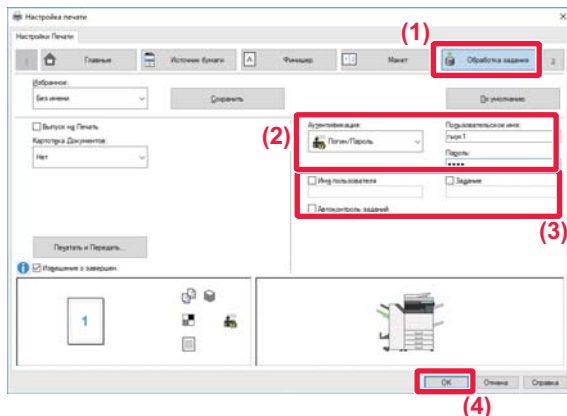 Настройка печати
Настройки Печати
(1)
Главные
Источник бумаги
Финишер
Макет
Обработка задания
2
Избранное:
Без имени
Сохранить
По умолчанию
Выпуск на Печать
Картотека Документов:
Нет
(2)
Аутентификация:
Логин/Пароль
Пользовательское имя:
Пароль:
••••
Имя пользователя
Задание
Автоконтроль заданий
(3)
Печатать и Передать...
Извещение о завершен.
1
OK
Отмена
Справка
(4)